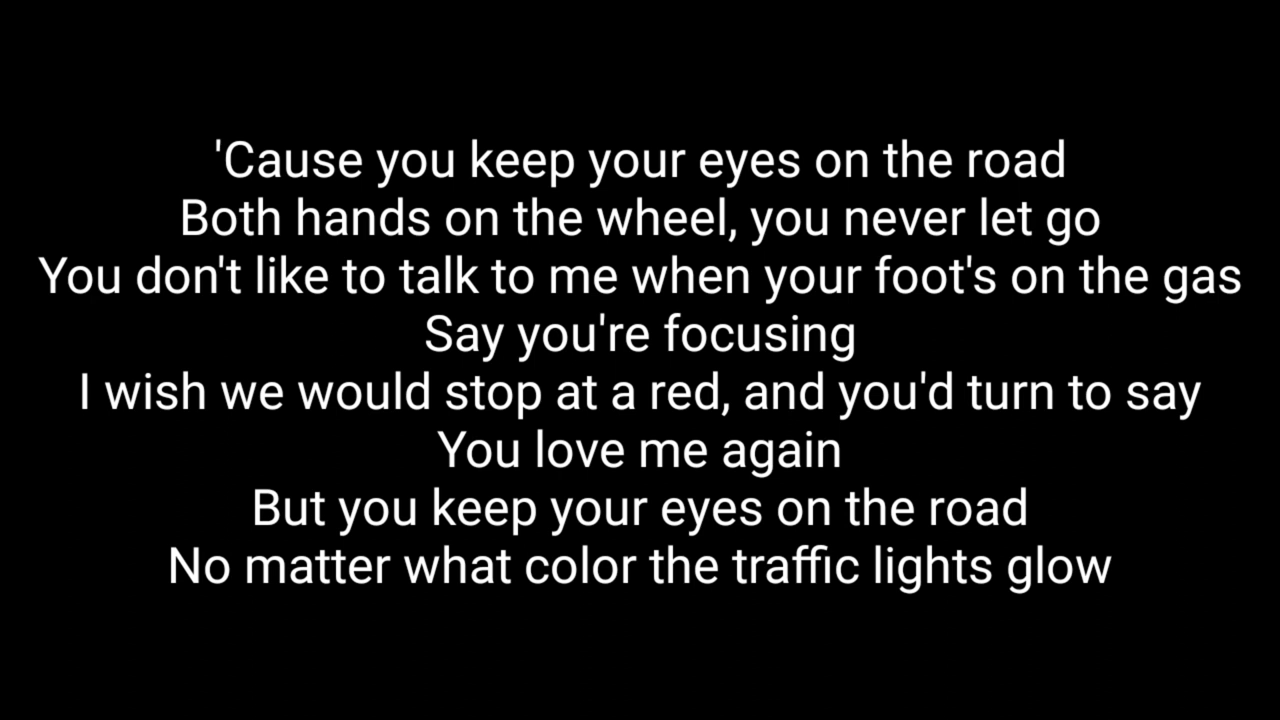 'Cause you keep your eyes on the road
Both hands on the wheel, you never let go
You don't like to talk to me when your foot's on the gas
Say you're focusing
I wish we would stop at a red, and you'd turn to say
You love me again
But you keep your eyes on the road
No matter what color the traffic lights glow